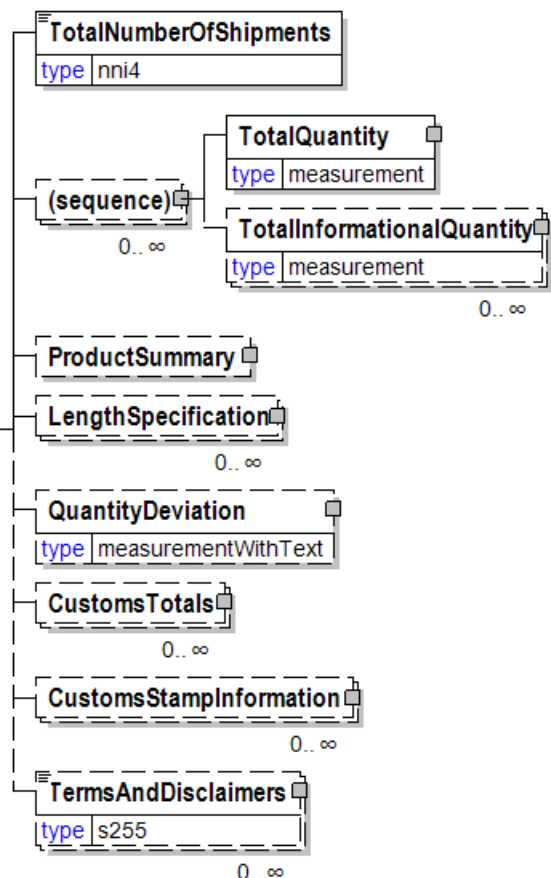 TotalNumberOfShipments
type nni4
TotalQuantity
type measurement
(sequence)
0.. ∞
TotalInformationalQuantity
type measurement
0.. ∞
ProductSummary
LengthSpecification
0.. ∞
QuantityDeviation
type measurementWithText
CustomsTotals
0.. ∞
CustomsStampInformation
0.. ∞
TermsAndDisclaimers
type s255
0.. ∞